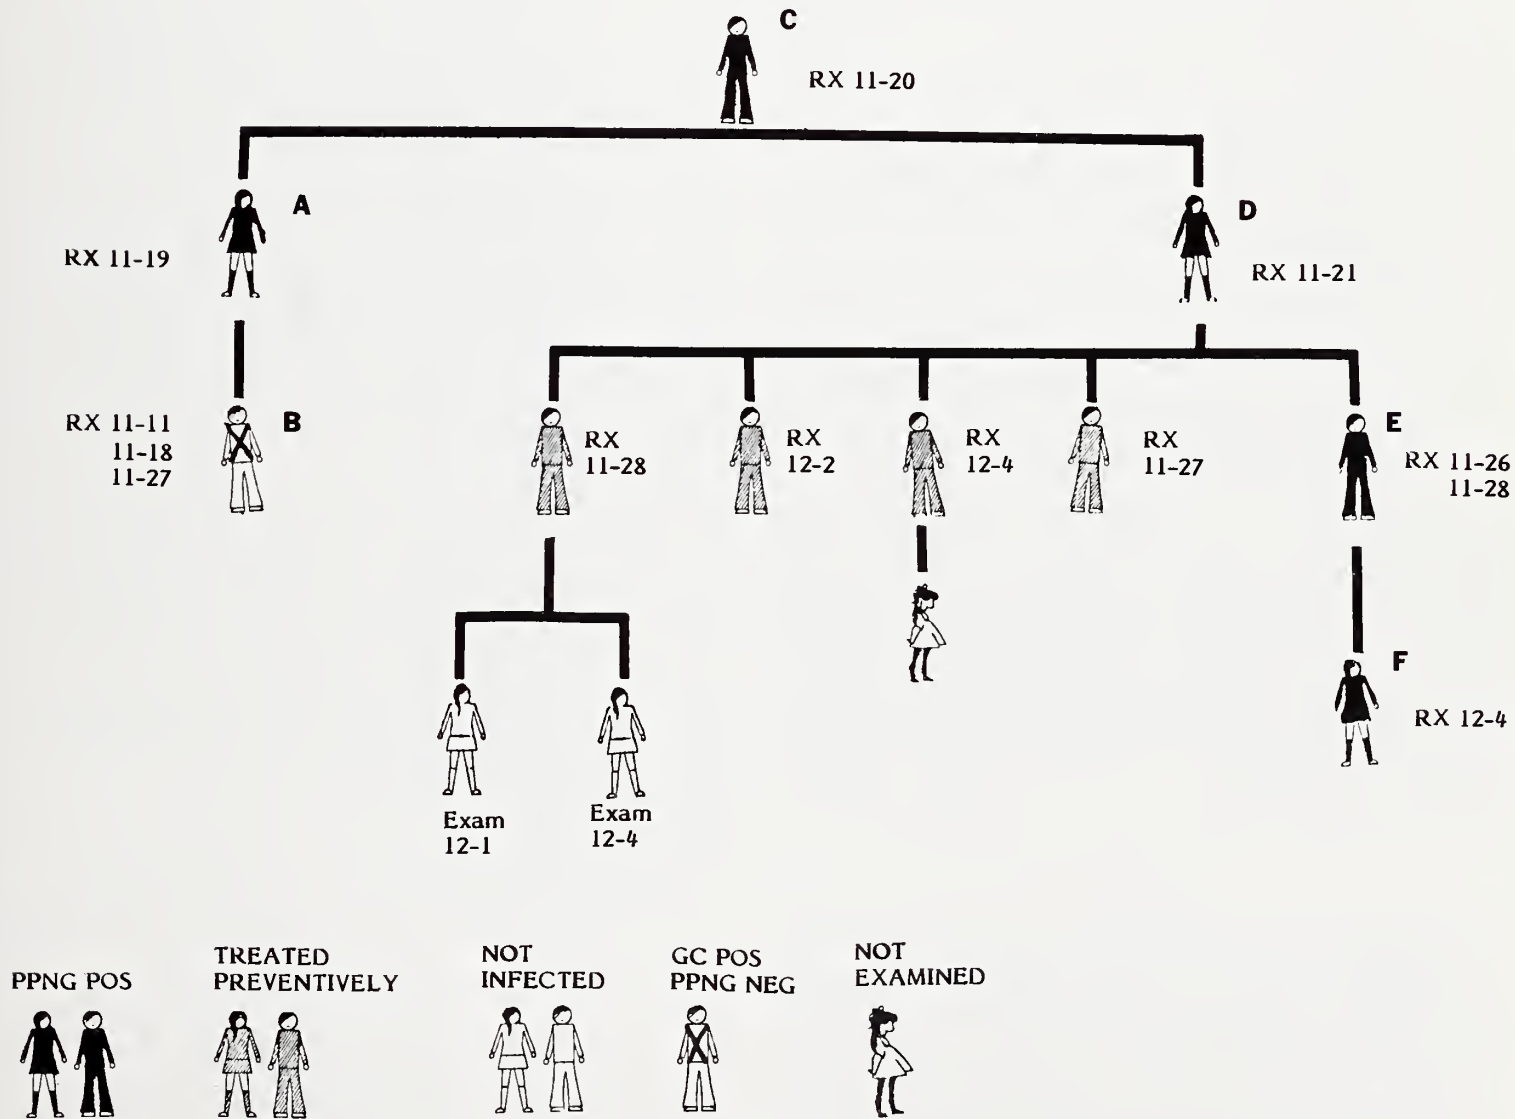 C
RX 11-20
A
RX 11-19
D
RX 11-21
RX 11-11
11-18
11-27
B
RX
11-28
RX
12-2
RX
12-4
RX
11-27
E
RX 11-26
11-28
F
RX 12-4
Exam
12-1
Exam
12-4
PPNG POS
TREATED
PREVENTIVELY
NOT
INFECTED
GC POS
PPNG NEG
NOT
EXAMINED